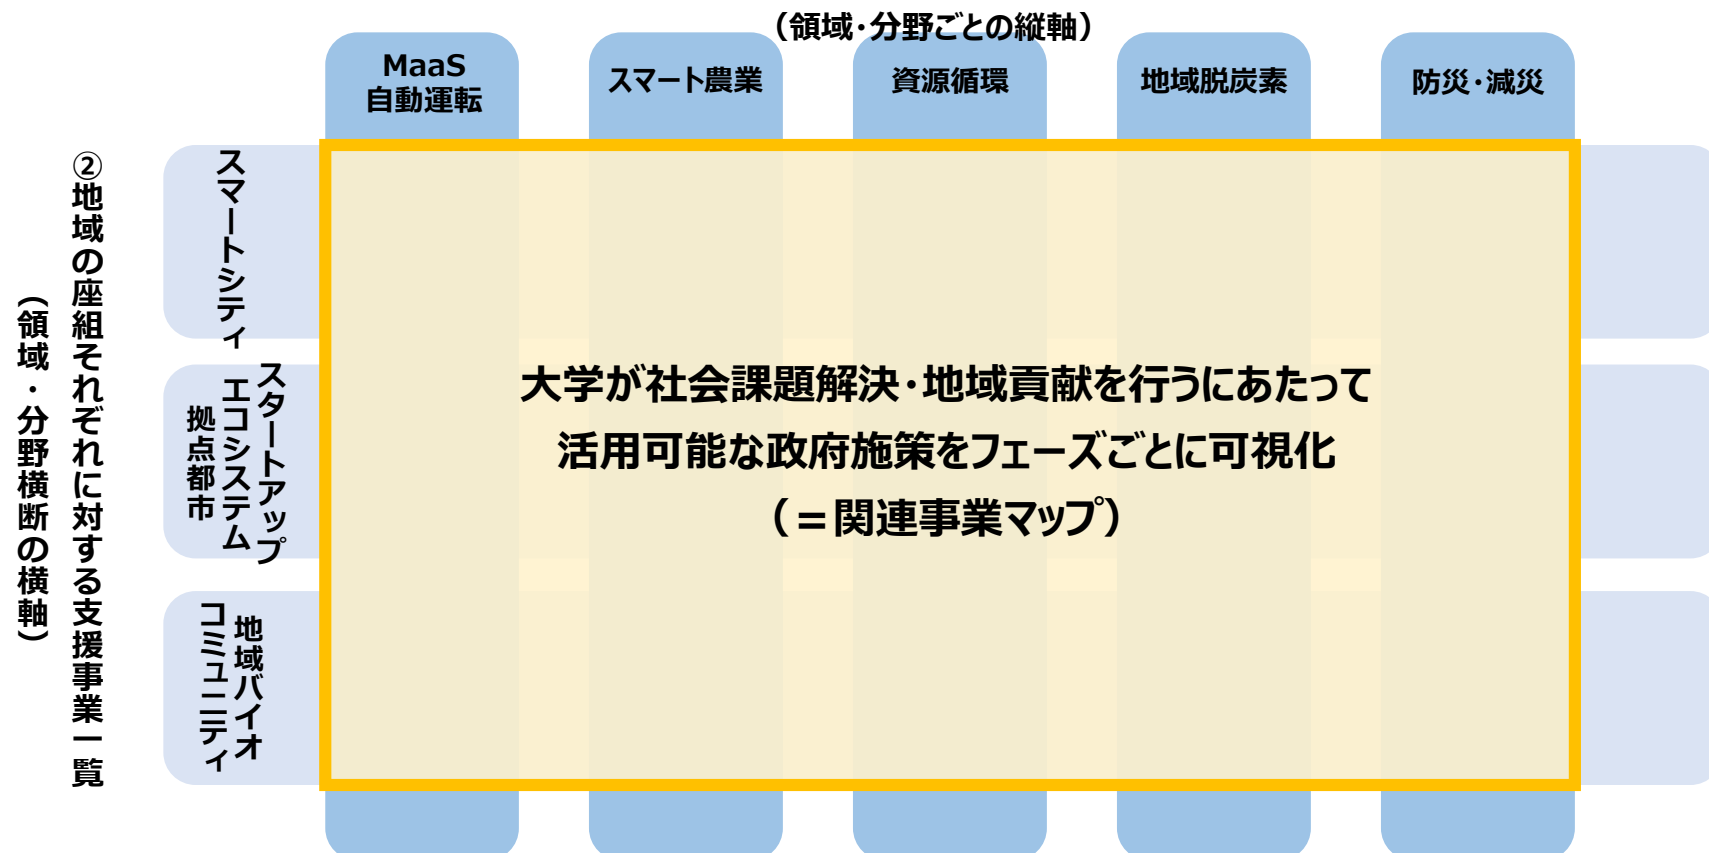 （領域・分野ごとの縦軸）
MaaS
自動運転
スマート農業
資源循環
地域脱炭素
防災・減災
②地域の座組それぞれに対する支援事業一覧
（領域・分野横断の横軸）
スマートシティ
スタートアップ
エコシステム
拠点都市
地域バイオ
コミュニティ
大学が社会課題解決・地域貢献を行うにあたって
活用可能な政府施策をフェーズごとに可視化
（＝関連事業マップ）